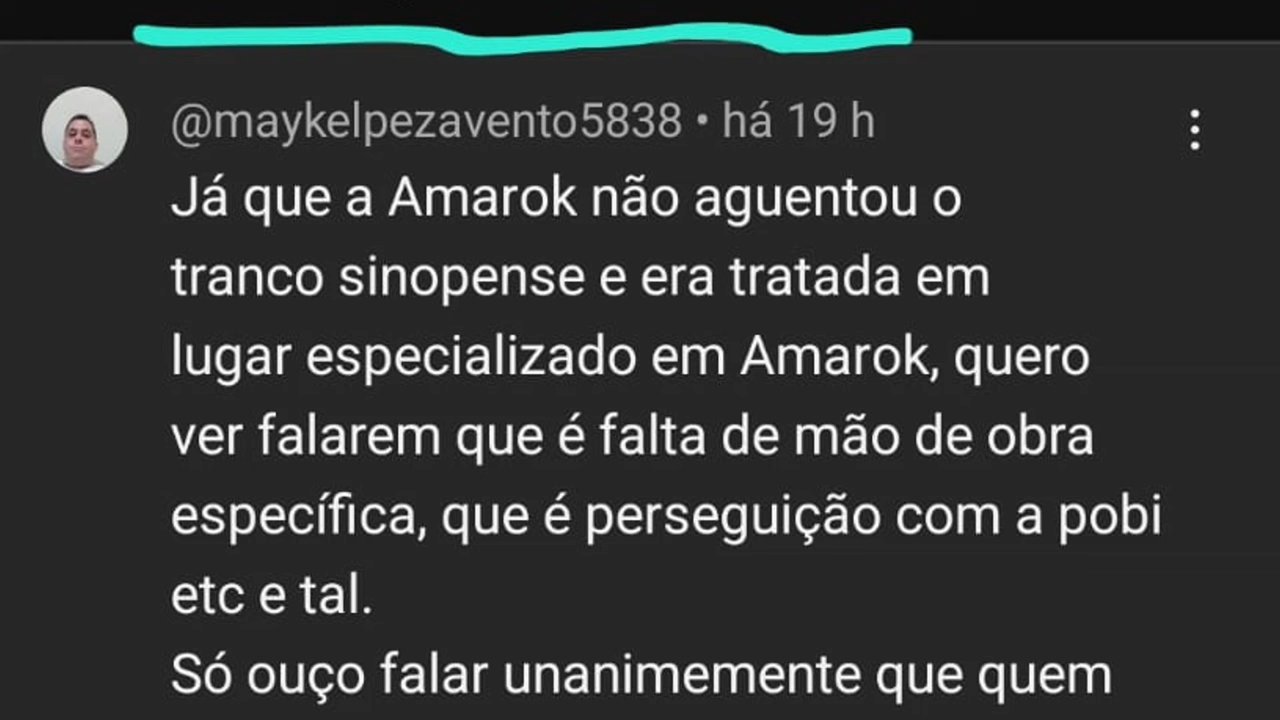 @maykelpezavento5838 • há 19 h
Já que a Amarok não aguentou o
tranco sinopense e era tratada em
lugar especializado em Amarok, quero
ver falarem que é falta de mão de obra
específica, que é perseguição com a pobi
etc e tal.
Só ouço falar unanimemente que quem